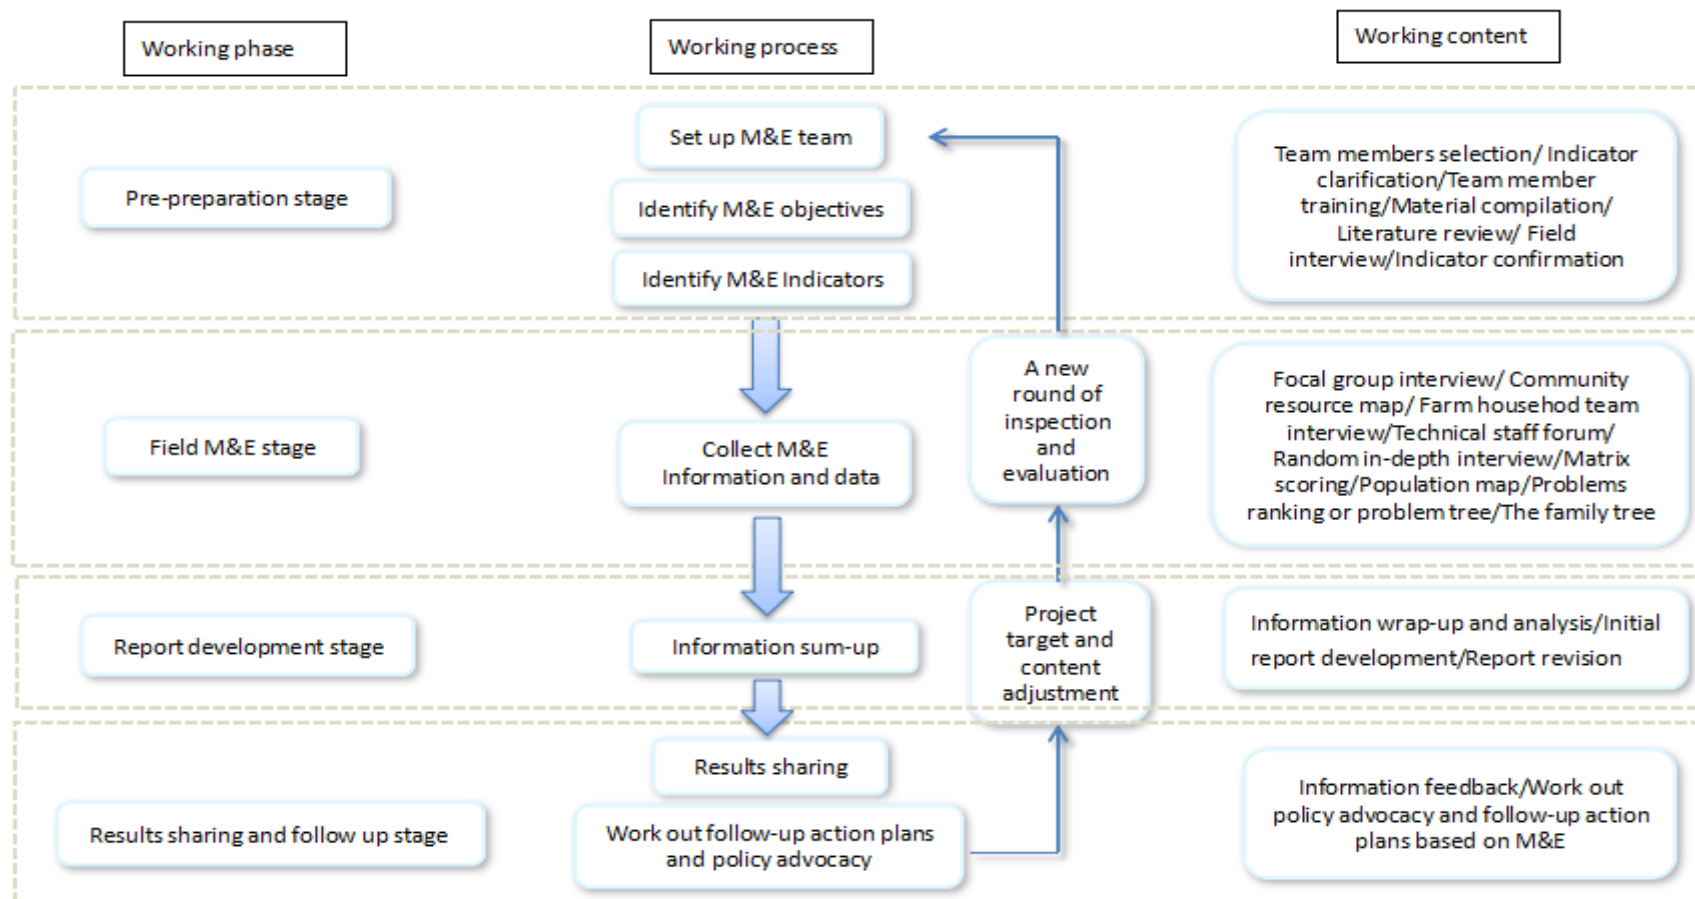 Working phase
Working process
Working content
Pre-preparation stage
Set up M&E team
Identify M&E objectives
Identify M&E Indicators
Team members selection/ Indicator
clarification/Team member
training/Material compilation/
Literature review/ Field
interview/Indicator confirmation
Field M&E stage
Collect M&E
Information and data
A new
round of
inspection
and
evaluation
Focal group interview/ Community
resource map/ Farm househod team
interview/Technical staff forum/
Random in-depth interview/Matrix
scoring/Population map/Problems
ranking or problem tree/The family tree
Report development stage
Information sum-up
Project
target and
content
adjustment
Information wrap-up and analysis/Initial
report development/Report revision
Results sharing and follow up stage
Results sharing
Work out follow-up action plans
and policy advocacy
Information feedback/Work out
policy advocacy and follow-up action
plans based on M&E